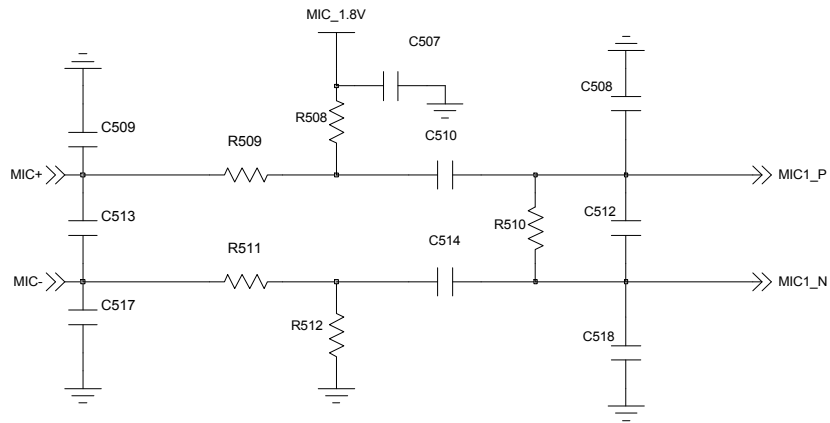 MIC_1.8V
C507
C508
R508
C509
R509
C510
MIC+
MIC1_P
C513
R510
C512
R511
C514
MIC-
MIC1_N
C517
R512
C518